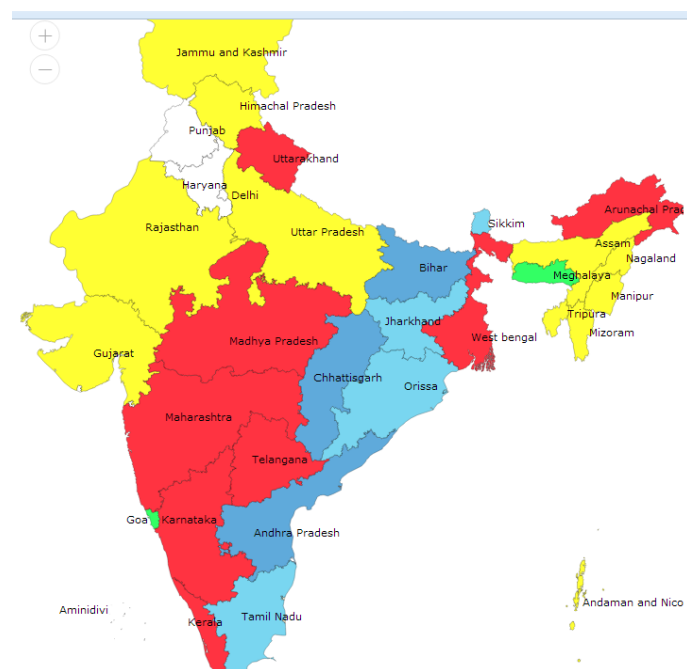 Jammu and Kashmir
Himachal Pradesh
Punjab
Uttarakhand
Haryana
Delhi
Arunachal Prac
Rajasthan
Uttar Pradesh
Sikkim
Assam
Nagaland
Bihar
Meghalaya
Manipur
Tripura
Jharkhand
Mizoram
West bengal
Madhya Pradesh
Gujarat
Chhattisgarh
Orissa
Maharashtra
Telangana
Goa
Karnataka
Andhra Pradesh
Andaman and Nico
Aminidivi
Tamil Nadu
Kerala